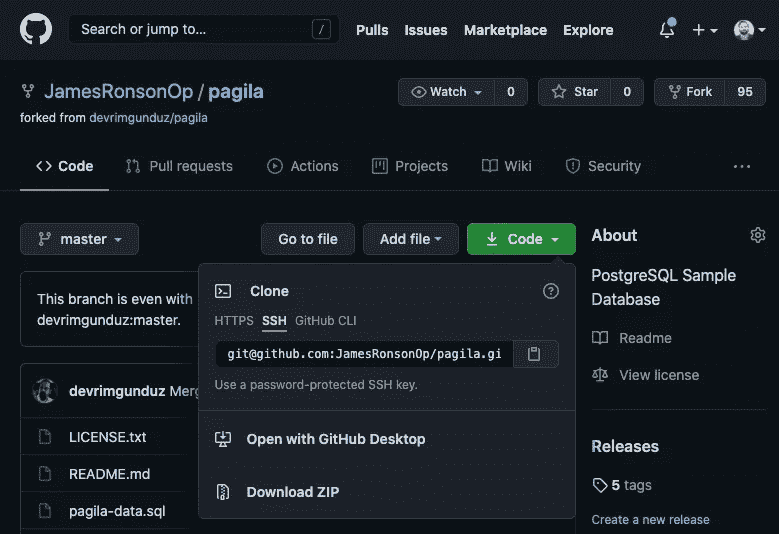 Search or jump to... /
Pulls Issues Marketplace Explore
JamesRonsonOp / pagila
Watch 0 Star 0 Fork 95
forked from devrimgunduz/pagila
Code Pull requests Actions Projects Wiki Security ...
master Go to file Add file Code
About
PostgreSQL Sample
Database
Readme
View license
Releases
5 tags
Create a new release
This branch is even with
devrimgunduz:master.
devrimgunduz Merg
LICENSE.txt
README.md
pagila-data.sql
Clone
HTTPS SSH GitHub CLI
git@github.com:JamesRonsonOp/pagila.gi
Use a password-protected SSH key.
Open with GitHub Desktop
Download ZIP